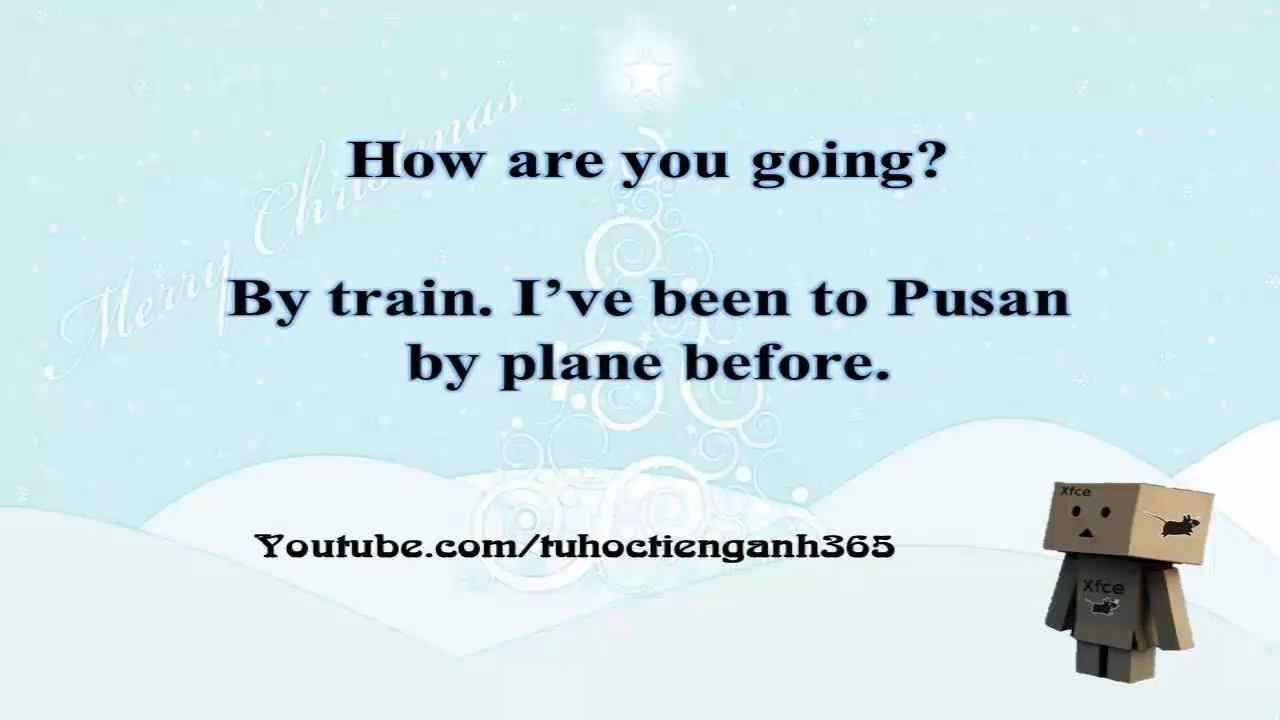 Merry Christmas
How are you going?
By train. I’ve been to Pusan
by plane before.
Youtube.com/tuhoctienganh365
Xfce
Xfce